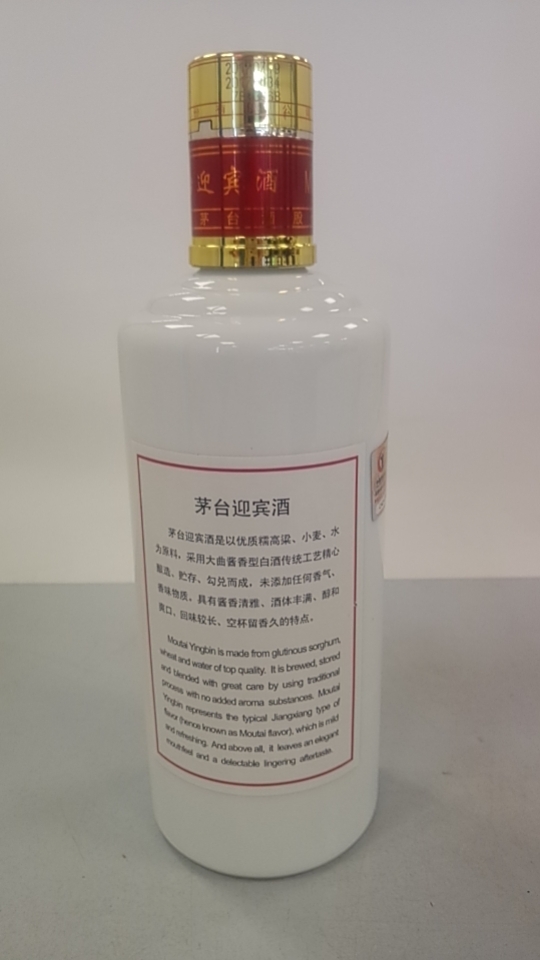 迎宾酒
茅台酒股
茅台迎宾酒
茅台迎宾酒是以优质糯高粱、小麦、水
为原料，采用大曲酱香型白酒传统工艺精心
酿造、贮存、勾兑而成，未添加任何香气、
香味物质，具有酱香清雅、酒体丰满、醇和
爽口、回味较长、空杯留香久的特点。
Moutai Yingbin is made from glutinous sorghum,
wheat and water of top quality. It is brewed, stored
and blended with great care by using traditional
process with no added aroma substances. Moutai
Yingbin represents the typical Jiangxiang type of
flavor (hence known as Moutai flavor), which is mild
and refreshing. And above all, it leaves an elegant
mouthfeel and a delectable lingering aftertaste.